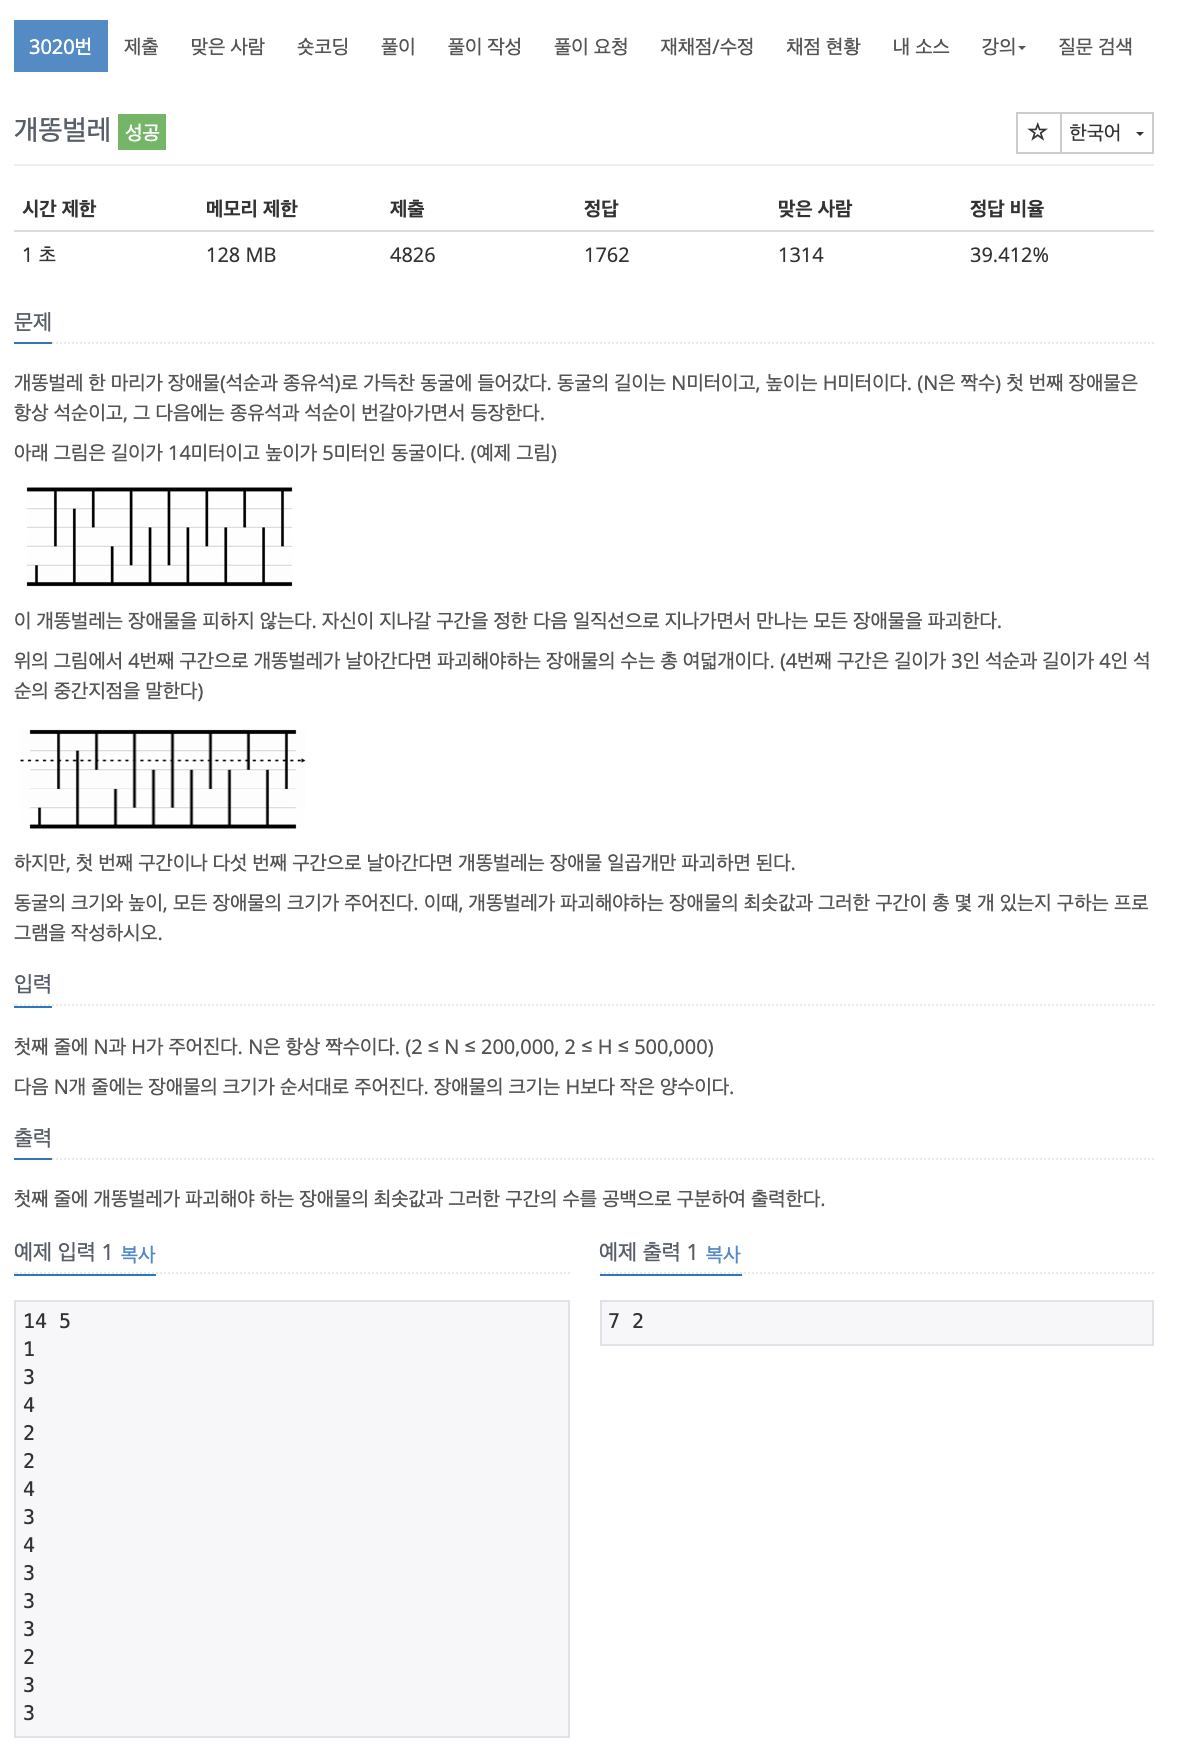 3020번 제출 맞은 사람 숏코딩 풀이 풀이 작성 풀이 요청 재채점/수정 채점 현황 내 소스 강의 질문 검색
개똥벌레 성공 한국어
시간 제한 메모리 제한 제출 정답 맞은 사람 정답 비율
1 초 128 MB 4826 1762 1314 39.412%
문제
개똥벌레 한 마리가 장애물(석순과 종유석)로 가득찬 동굴에 들어갔다. 동굴의 길이는 N미터이고, 높이는 H미터이다. (N은 짝수) 첫 번째 장애물은
항상 석순이고, 그 다음에는 종유석과 석순이 번갈아가면서 등장한다.
아래 그림은 길이가 14미터이고 높이가 5미터인 동굴이다. (예제 그림)
이 개똥벌레는 장애물을 피하지 않는다. 자신이 지나갈 구간을 정한 다음 일직선으로 지나가면서 만나는 모든 장애물을 파괴한다.
위의 그림에서 4번째 구간으로 개똥벌레가 날아간다면 파괴해야하는 장애물의 수는 총 여덟개이다. (4번째 구간은 길이가 3인 석순과 길이가 4인 석
순의 중간지점을 말한다)
하지만, 첫 번째 구간이나 다섯 번째 구간으로 날아간다면 개똥벌레는 장애물 일곱개만 파괴하면 된다.
동굴의 크기와 높이, 모든 장애물의 크기가 주어진다. 이때, 개똥벌레가 파괴해야하는 장애물의 최솟값과 그러한 구간이 총 몇 개 있는지 구하는 프로
그램을 작성하시오.
입력
첫째 줄에 N과 H가 주어진다. N은 항상 짝수이다. (2 ≤ N ≤ 200,000, 2 ≤ H ≤ 500,000)
다음 N개 줄에는 장애물의 크기가 순서대로 주어진다. 장애물의 크기는 H보다 작은 양수이다.
출력
첫째 줄에 개똥벌레가 파괴해야 하는 장애물의 최솟값과 그러한 구간의 수를 공백으로 구분하여 출력한다.
예제 입력 1 복사
14 5
1
3
4
2
2
4
3
4
3
3
3
2
3
3
예제 출력 1 복사
7 2